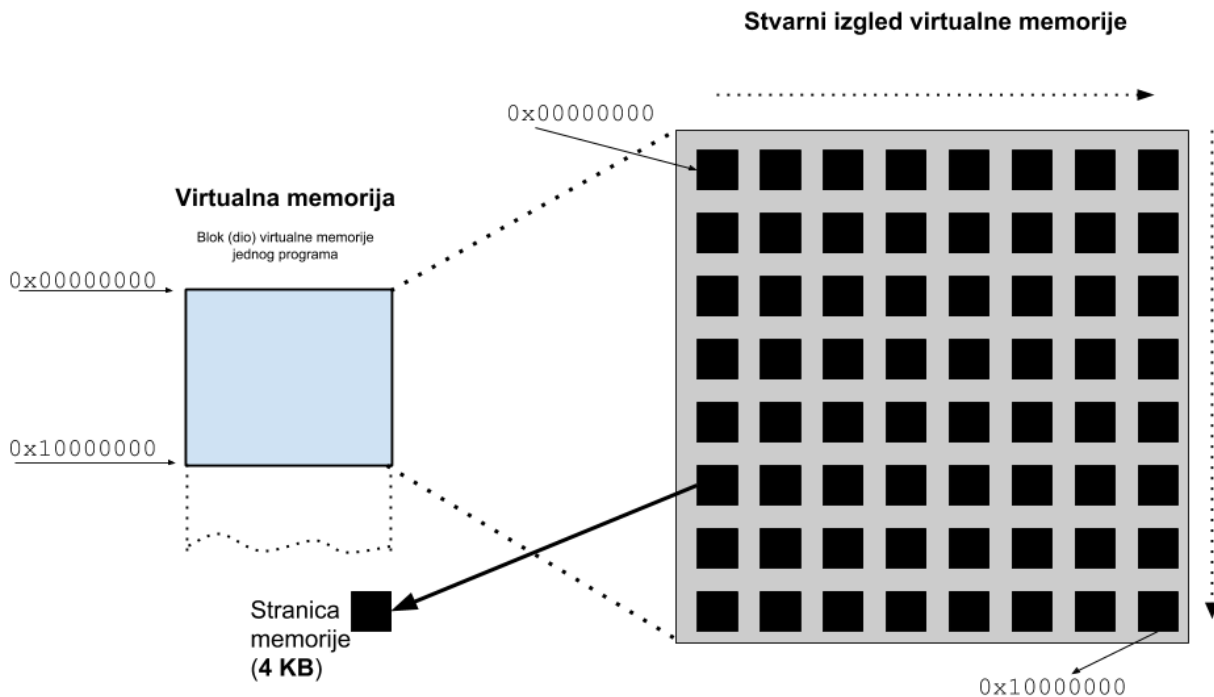 Stvarni izgled virtualne memorije
0x00000000
Virtualna memorija
Blok (dio) virtualne memorije
jednog programa
0x00000000
0x10000000
Stranica
memorije
(4 KB)
0x10000000